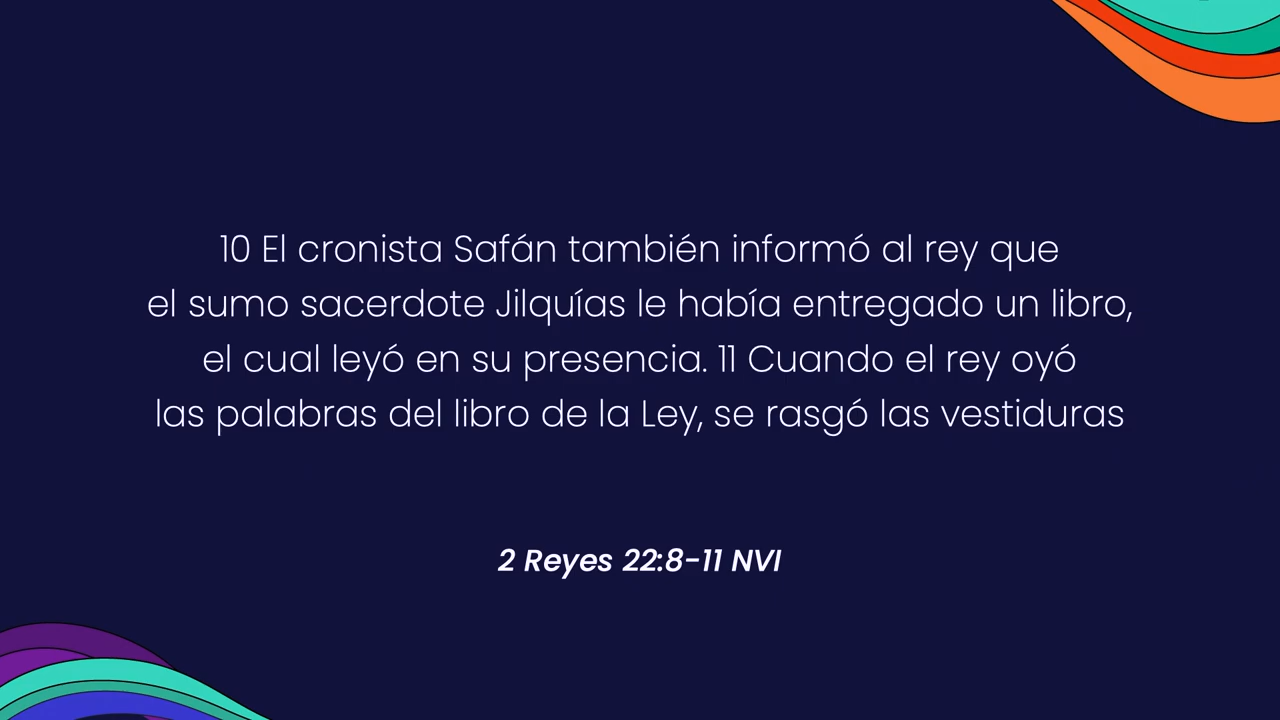 10 El cronista Safán también informó al rey que
el sumo sacerdote Jilquías le había entregado un libro,
el cual leyó en su presencia. 11 Cuando el rey oyó
las palabras del libro de la Ley, se rasgó las vestiduras
2 Reyes 22:8-11 NVI